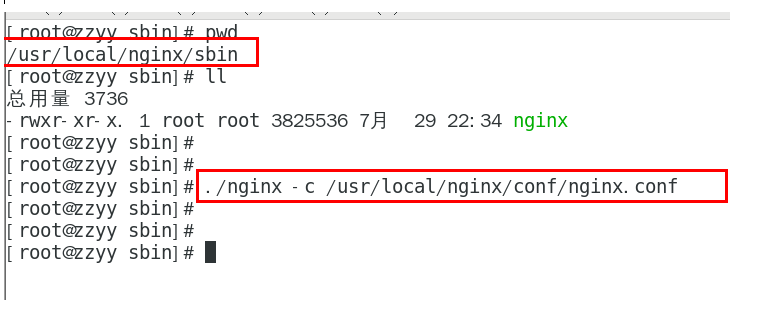 [root@zzyy sbin]# pwd
/usr/local/nginx/sbin
[root@zzyy sbin]# ll
总用量 3736
-rwxr-xr-x. 1 root root 3825536 7月  29 22:34 nginx
[root@zzyy sbin]#
[root@zzyy sbin]#
[root@zzyy sbin]# ./nginx -c /usr/local/nginx/conf/nginx.conf
[root@zzyy sbin]#
[root@zzyy sbin]#
[root@zzyy sbin]#